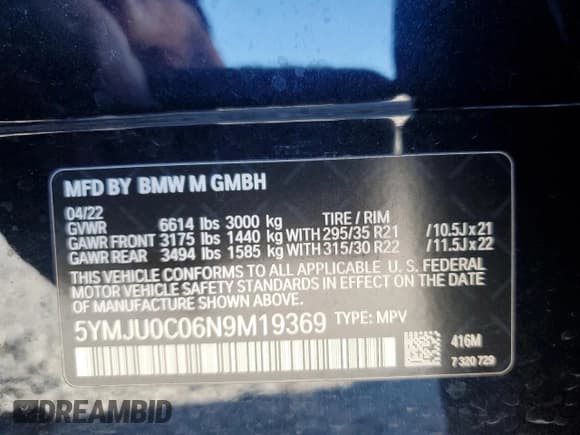 MFD BY BMW M GMBH
04/22
GVWR 6614 lbs 3000 kg TIRE / RIM
GAWR FRONT 3175 lbs 1440 kg WITH 295/35 R21 /10.5J x 21
GAWR REAR 3494 lbs 1585 kg WITH 315/30 R22 /11.5J x 22
THIS VEHICLE CONFORMS TO ALL APPLICABLE U. S. FEDERAL
MOTOR VEHICLE SAFETY STANDARDS IN EFFECT ON THE
DATE OF MANUFACTURE SHOWN ABOVE.
5YMJU0C06N9M19369 TYPE: MPV
416M
7 320 729
DREAMBID